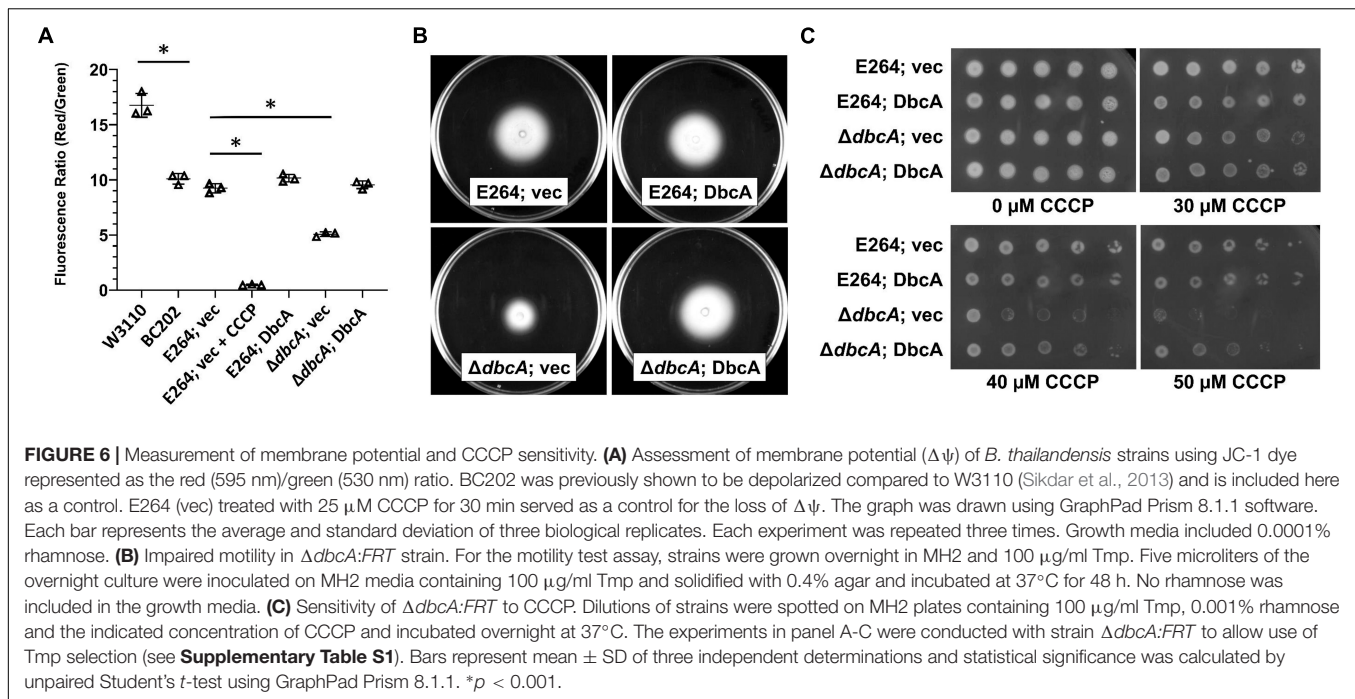 A
*
*
*
Fluorescence Ratio (Red/Green)
20
15
10
5
0
W3110
BC202
E264; vec
E264; vec + CCCP
E264; DbcA
ΔdbcA; vec
ΔdbcA; DbcA
B
E264; vec
E264; DbcA
ΔdbcA; vec
ΔdbcA; DbcA
C
E264; vec
E264; DbcA
ΔdbcA; vec
ΔdbcA; DbcA
0 µM CCCP
30 µM CCCP
E264; vec
E264; DbcA
ΔdbcA; vec
ΔdbcA; DbcA
40 µM CCCP
50 µM CCCP
FIGURE 6 | Measurement of membrane potential and CCCP sensitivity. (A) Assessment of membrane potential (Δψ) of B. thailandensis strains using JC-1 dye
represented as the red (595 nm)/green (530 nm) ratio. BC202 was previously shown to be depolarized compared to W3110 (Sikdar et al., 2013) and is included here
as a control. E264 (vec) treated with 25 µM CCCP for 30 min served as a control for the loss of Δψ. The graph was drawn using GraphPad Prism 8.1.1 software.
Each bar represents the average and standard deviation of three biological replicates. Each experiment was repeated three times. Growth media included 0.0001%
rhamnose. (B) Impaired motility in ΔdbcA:FRT strain. For the motility test assay, strains were grown overnight in MH2 and 100 µg/ml Tmp. Five microliters of the
overnight culture were inoculated on MH2 media containing 100 µg/ml Tmp and solidified with 0.4% agar and incubated at 37°C for 48 h. No rhamnose was
included in the growth media. (C) Sensitivity of ΔdbcA:FRT to CCCP. Dilutions of strains were spotted on MH2 plates containing 100 µg/ml Tmp, 0.001% rhamnose
and the indicated concentration of CCCP and incubated overnight at 37°C. The experiments in panel A-C were conducted with strain ΔdbcA:FRT to allow use of
Tmp selection (see Supplementary Table S1). Bars represent mean ± SD of three independent determinations and statistical significance was calculated by
unpaired Student's t-test using GraphPad Prism 8.1.1. *p < 0.001.